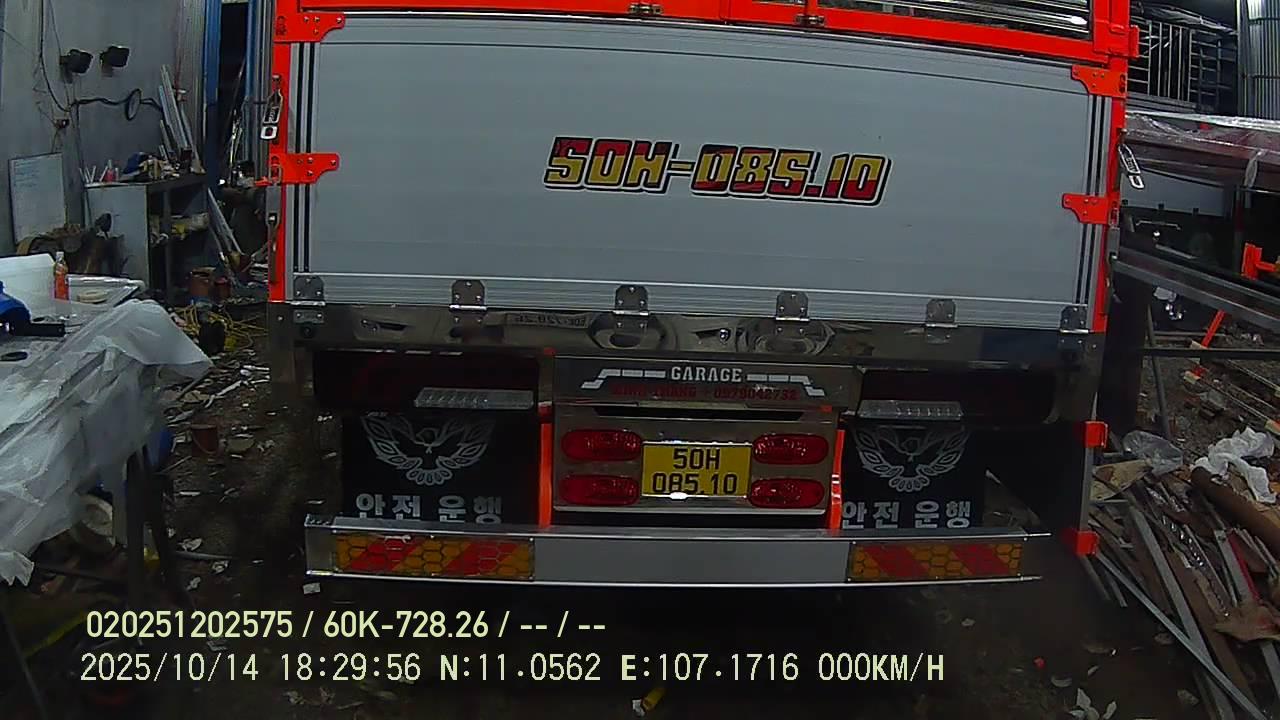 50H-085.10
GARAGE
0979042732
50H
085.10
안전 운행
안전 운행
020251202575 / 60K-728.26 / -- / --
2025/10/14 18:29:56 N:11.0562 E:107.1716 000KM/H